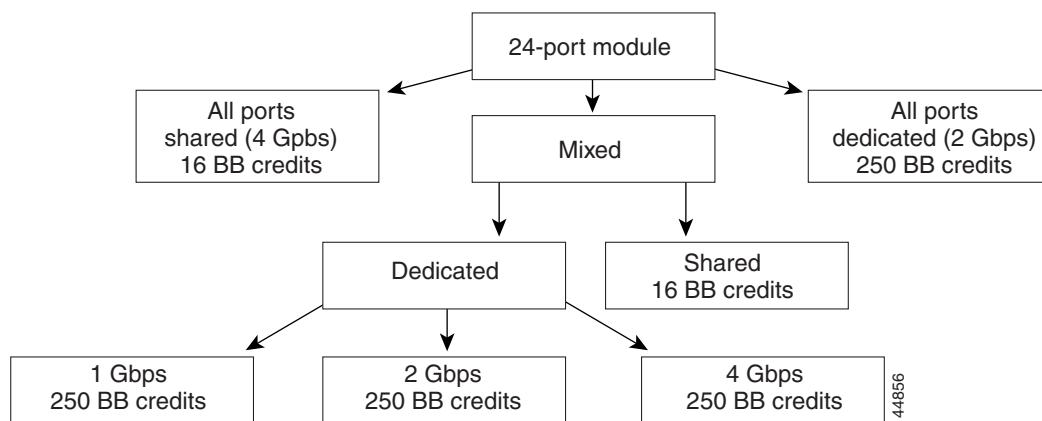 24-port module
All ports
shared (4 Gpbs)
16 BB credits
Mixed
All ports
dedicated (2 Gbps)
250 BB credits
Dedicated
Shared
16 BB credits
1 Gbps
250 BB credits
2 Gbps
250 BB credits
4 Gbps
250 BB credits
44856